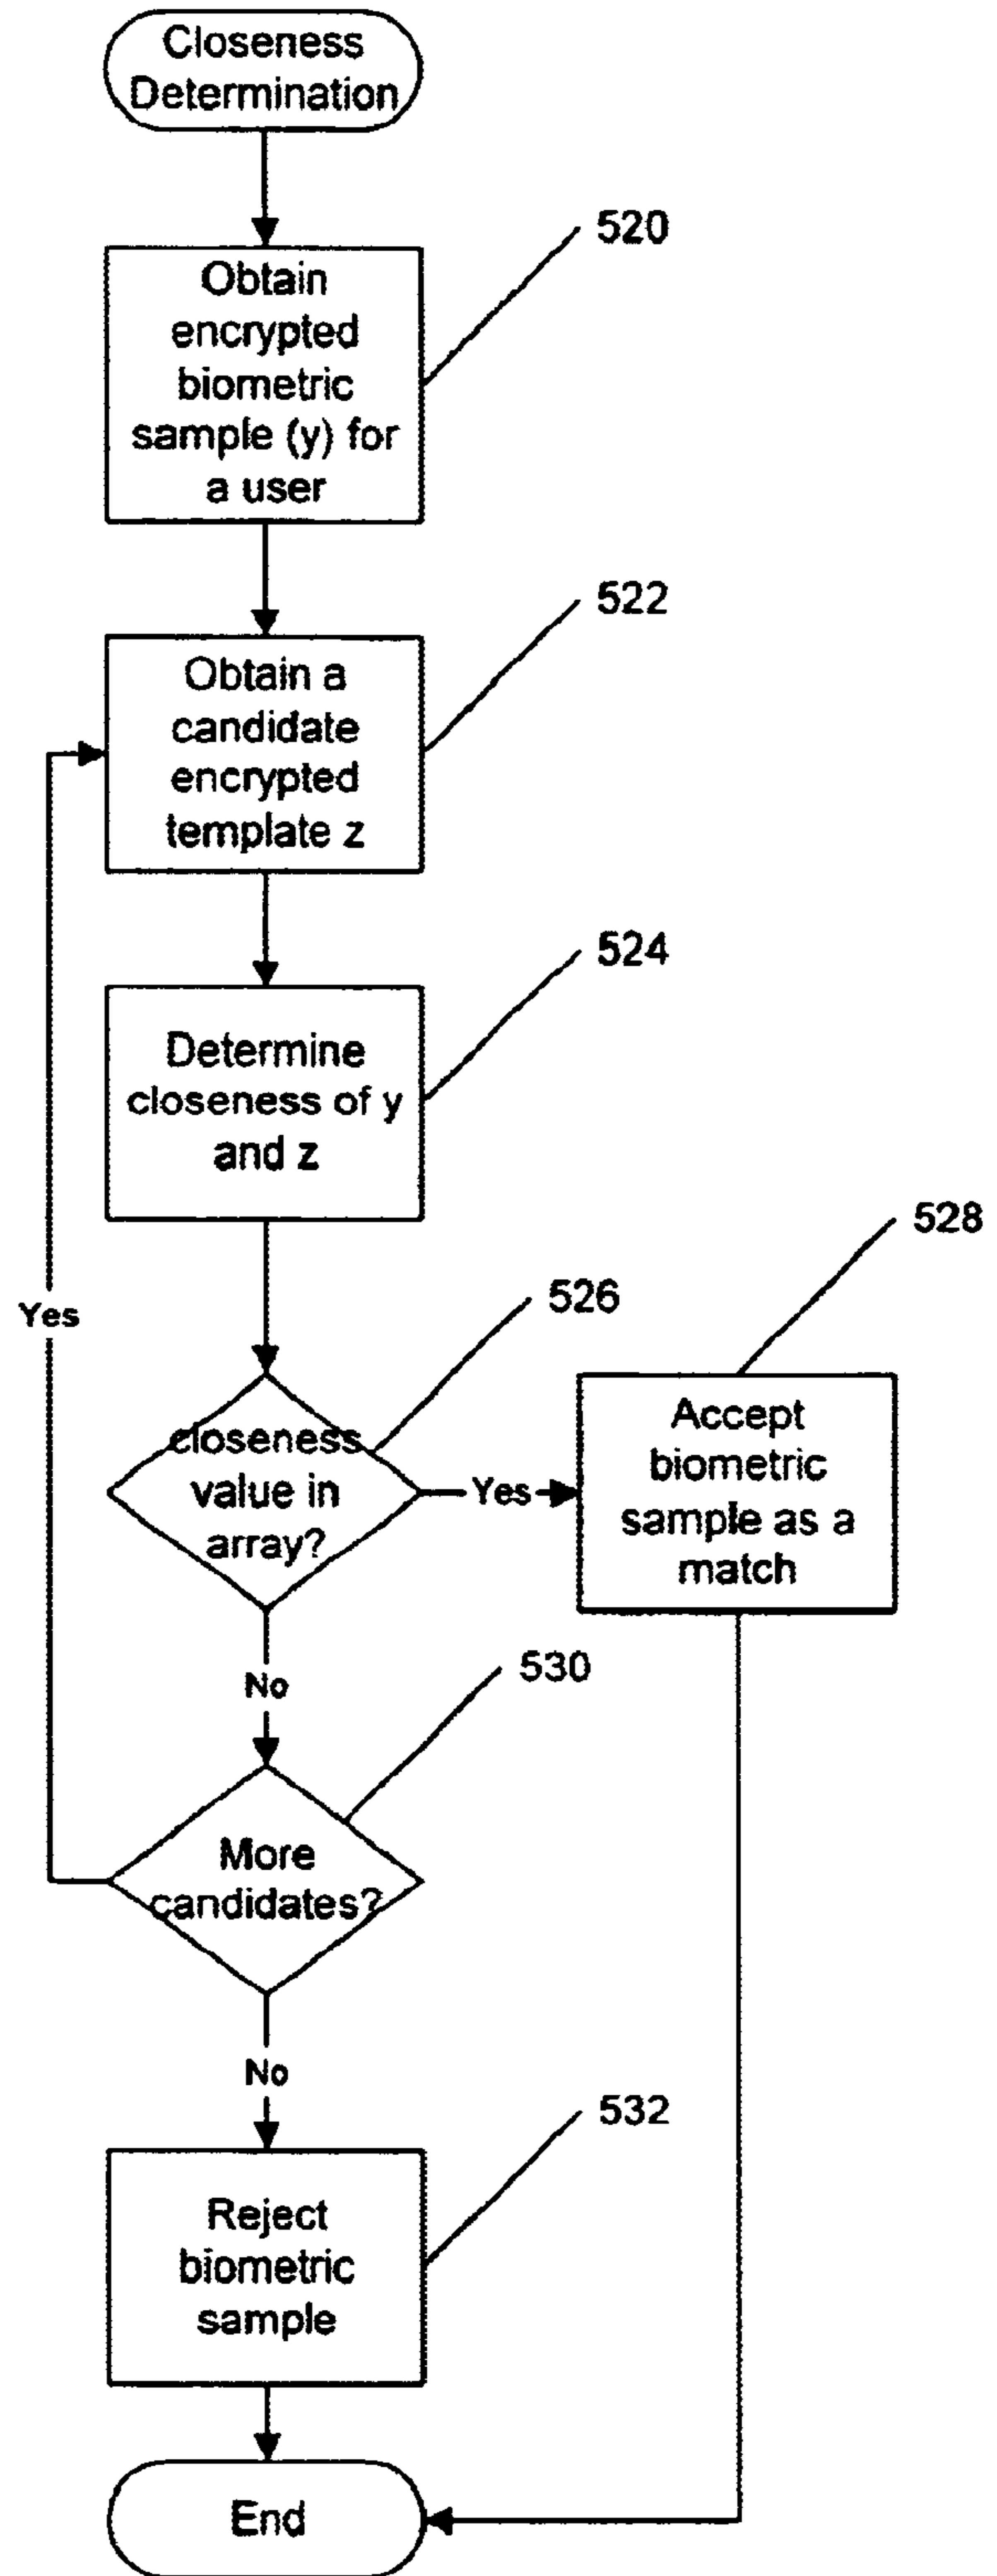 Closeness
Determination
520
Obtain
encrypted
biometric
sample (y) for
a user
522
Obtain a
candidate
encrypted
template z
524
Determine
closeness of y
and z
528
526
Yes
closeness
value in
array?
Yes
Accept
biometric
sample as a
match
No
530
More
candidates?
No
532
Reject
biometric
sample
End